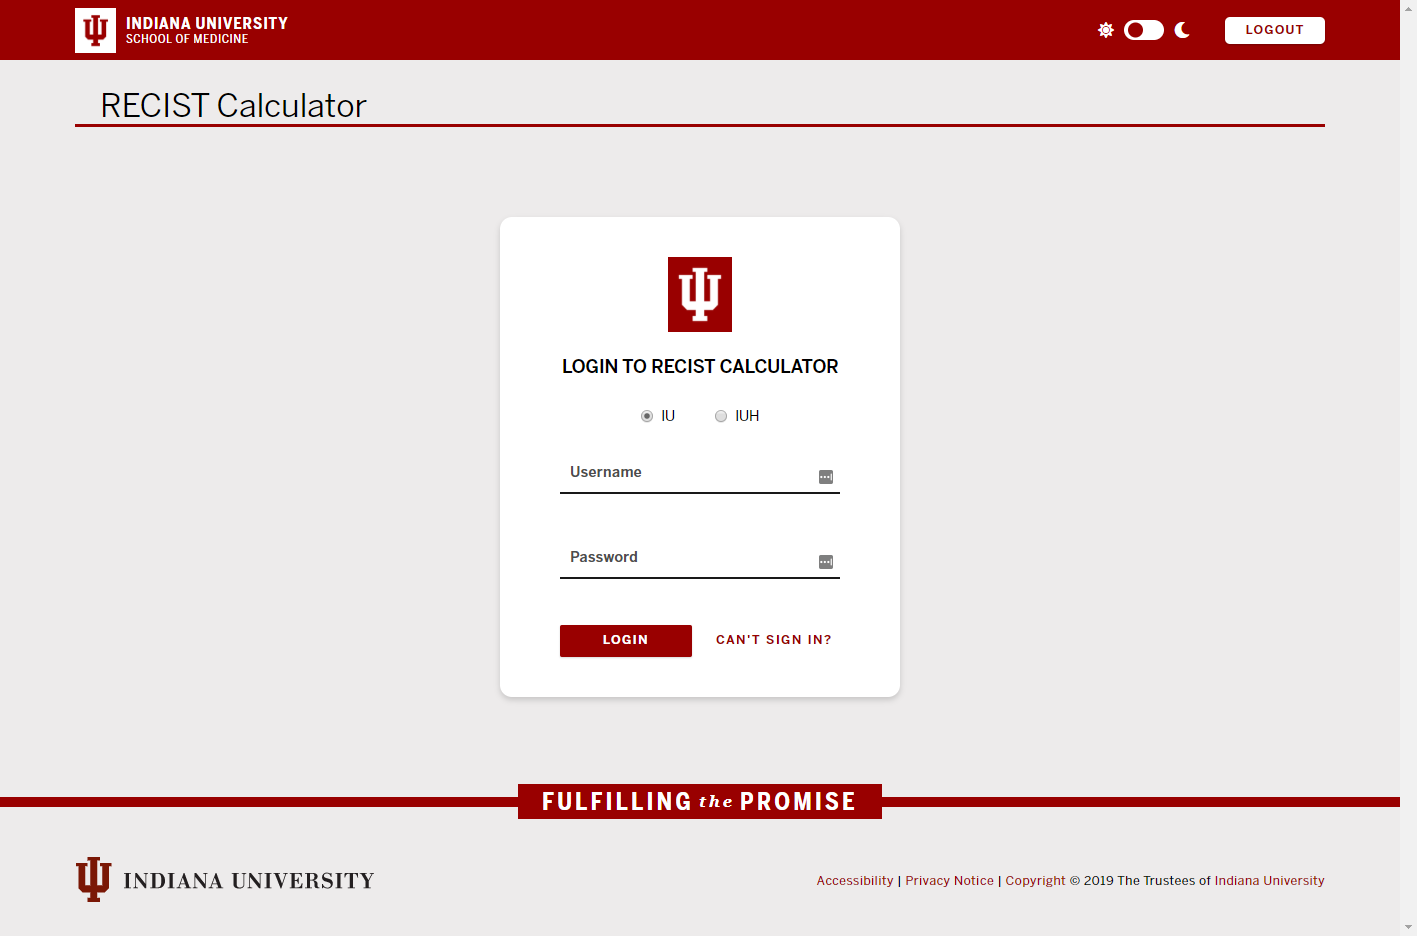 INDIANA UNIVERSITY
SCHOOL OF MEDICINE
LOGOUT
RECIST Calculator
LOGIN TO RECIST CALCULATOR
IU IUH
Username
Password
LOGIN CAN'T SIGN IN?
FULFILLING the PROMISE
INDIANA UNIVERSITY
Accessibility | Privacy Notice | Copyright © 2019 The Trustees of Indiana University